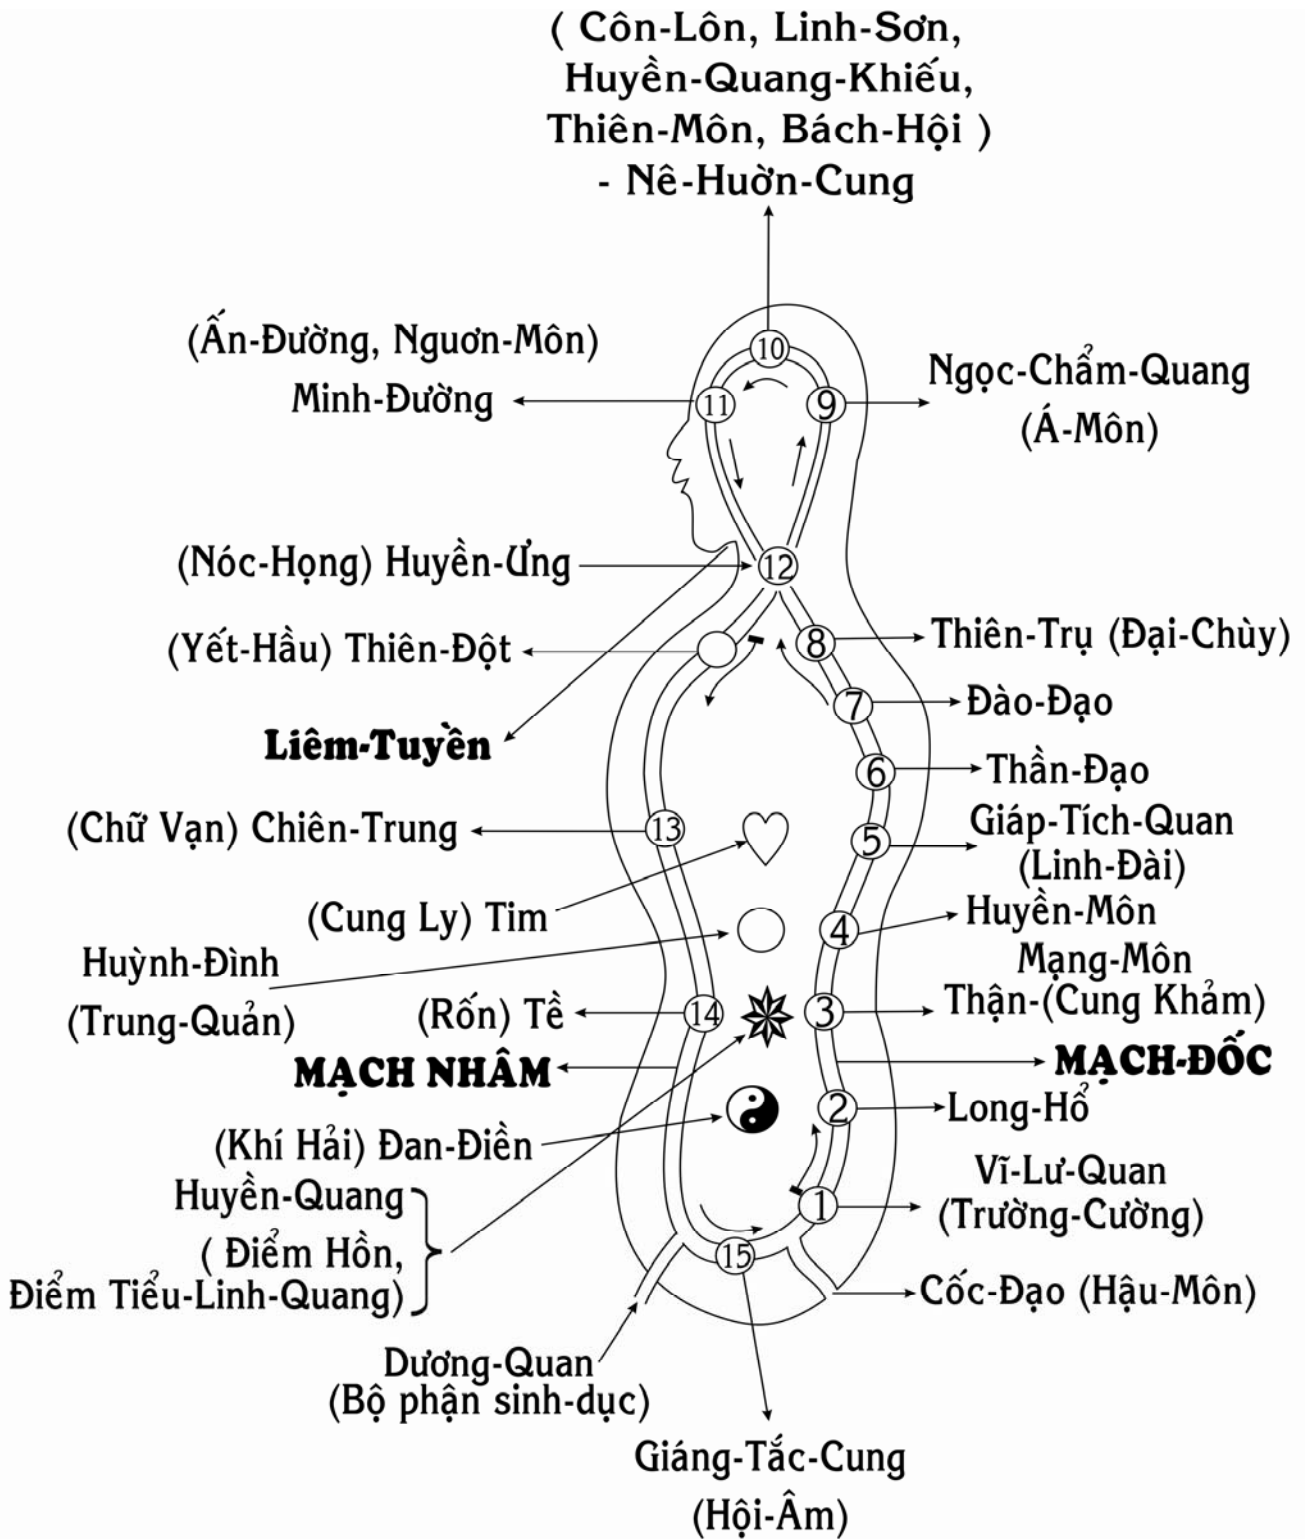 ( Côn-Lôn, Linh-Sơn,
Huyền-Quang-Khiếu,
Thiên-Môn, Bách-Hội )
- Nê-Huờn-Cung
(Ấn-Đường, Nguơn-Môn)
Minh-Đường
Ngọc-Chẩm-Quang
(Á-Môn)
10
11
9
(Nóc-Họng) Huyền-Ưng
12
(Yết-Hầu) Thiên-Đột
8
Thiên-Trụ (Đại-Chùy)
7
Đào-Đạo
Liêm-Tuyền
6
Thần-Đạo
(Chữ Vạn) Chiên-Trung
13
5
Giáp-Tích-Quan
(Linh-Đài)
(Cung Ly) Tim
4
Huyền-Môn
Mạng-Môn
Huỳnh-Đình
(Trung-Quản)
(Rốn) Tề
14
3
Thận-(Cung Khảm)
MẠCH NHÂM
MẠCH-ĐỐC
2
Long-Hổ
(Khí Hải) Đan-Điền
Huyền-Quang
( Điểm Hồn,
Điểm Tiểu-Linh-Quang)
1
Vĩ-Lư-Quan
(Trường-Cường)
15
Cốc-Đạo (Hậu-Môn)
Dương-Quan
(Bộ phận sinh-dục)
Giáng-Tắc-Cung
(Hội-Âm)